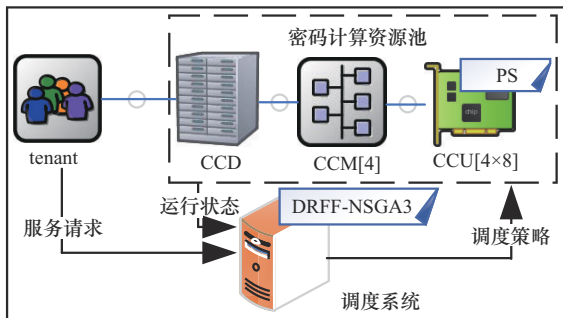 密码计算资源池
PS
chip
tenant
CCD
CCM[4]
CCU[4×8]
运行状态
DRFF-NSGA3
服务请求
调度策略
调度系统